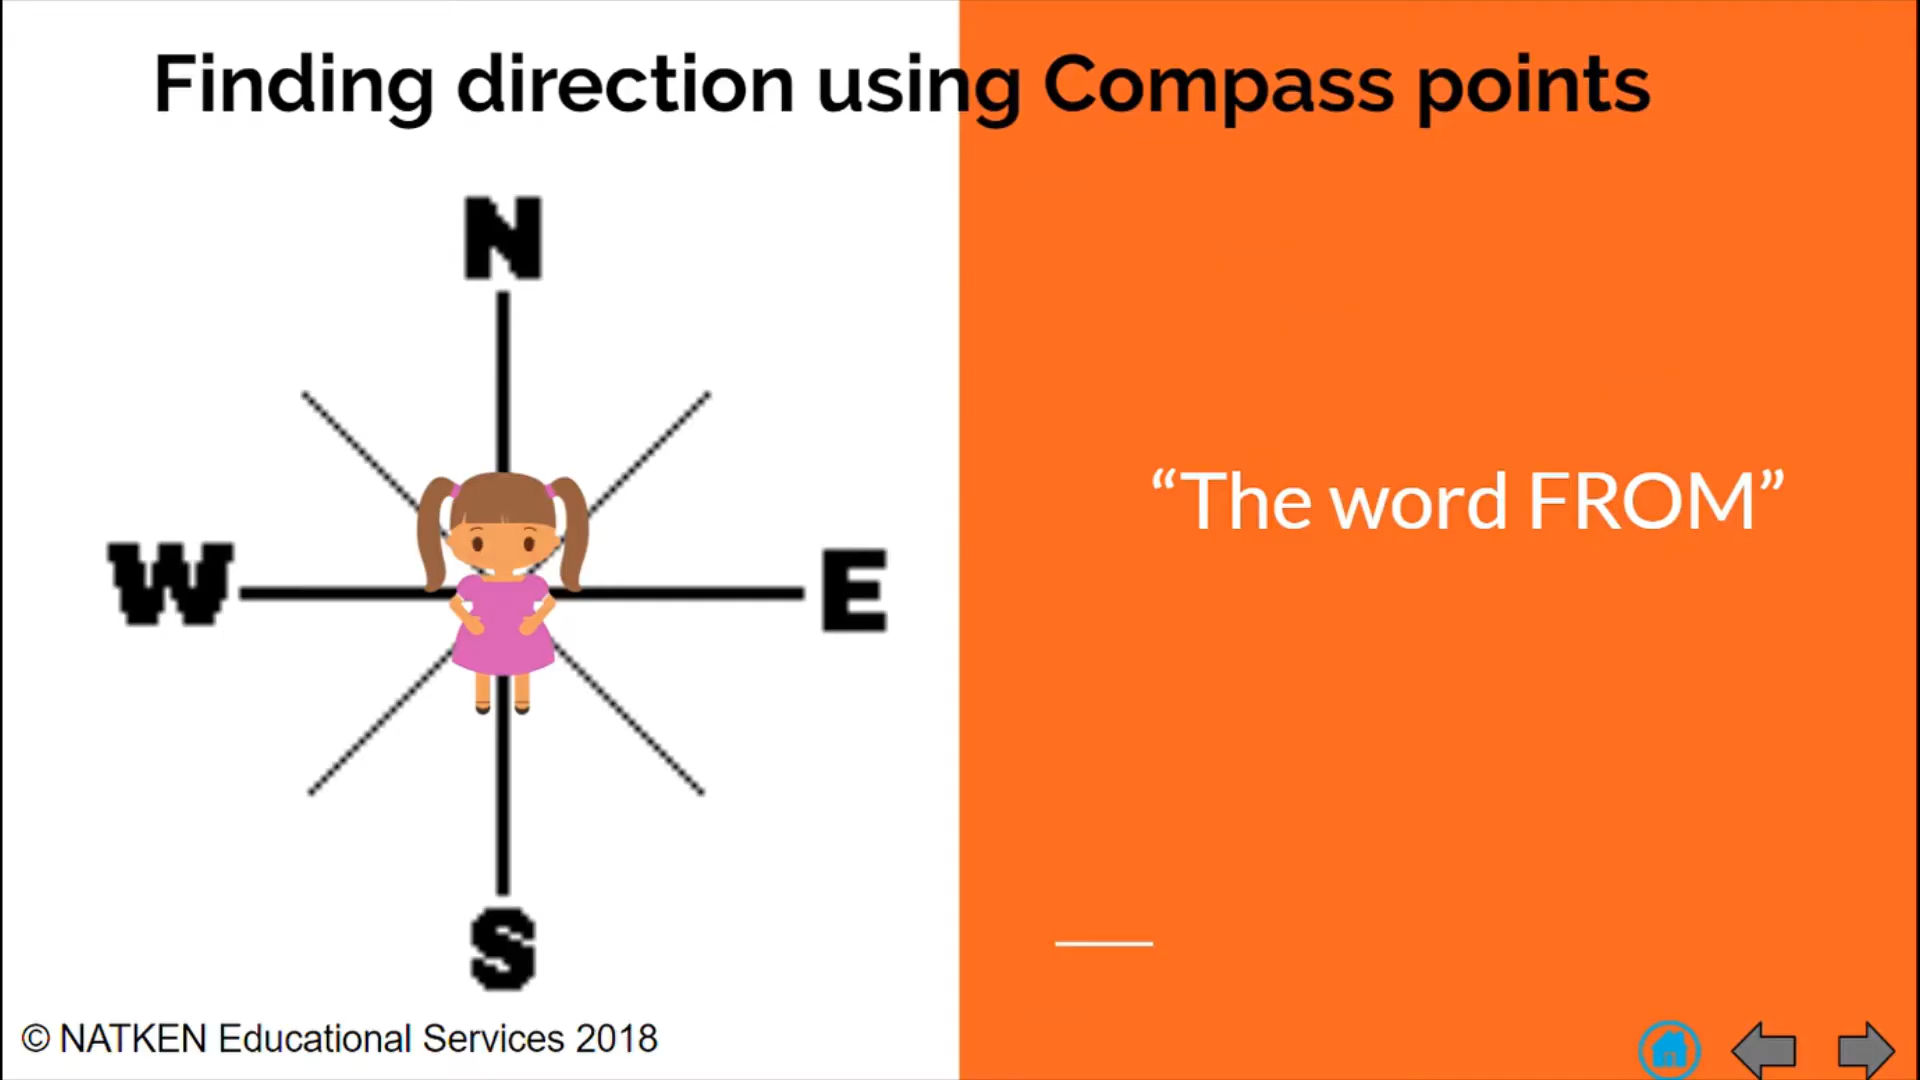 Finding direction using Compass points
N
W
E
S
“The word FROM”
© NATKEN Educational Services 2018